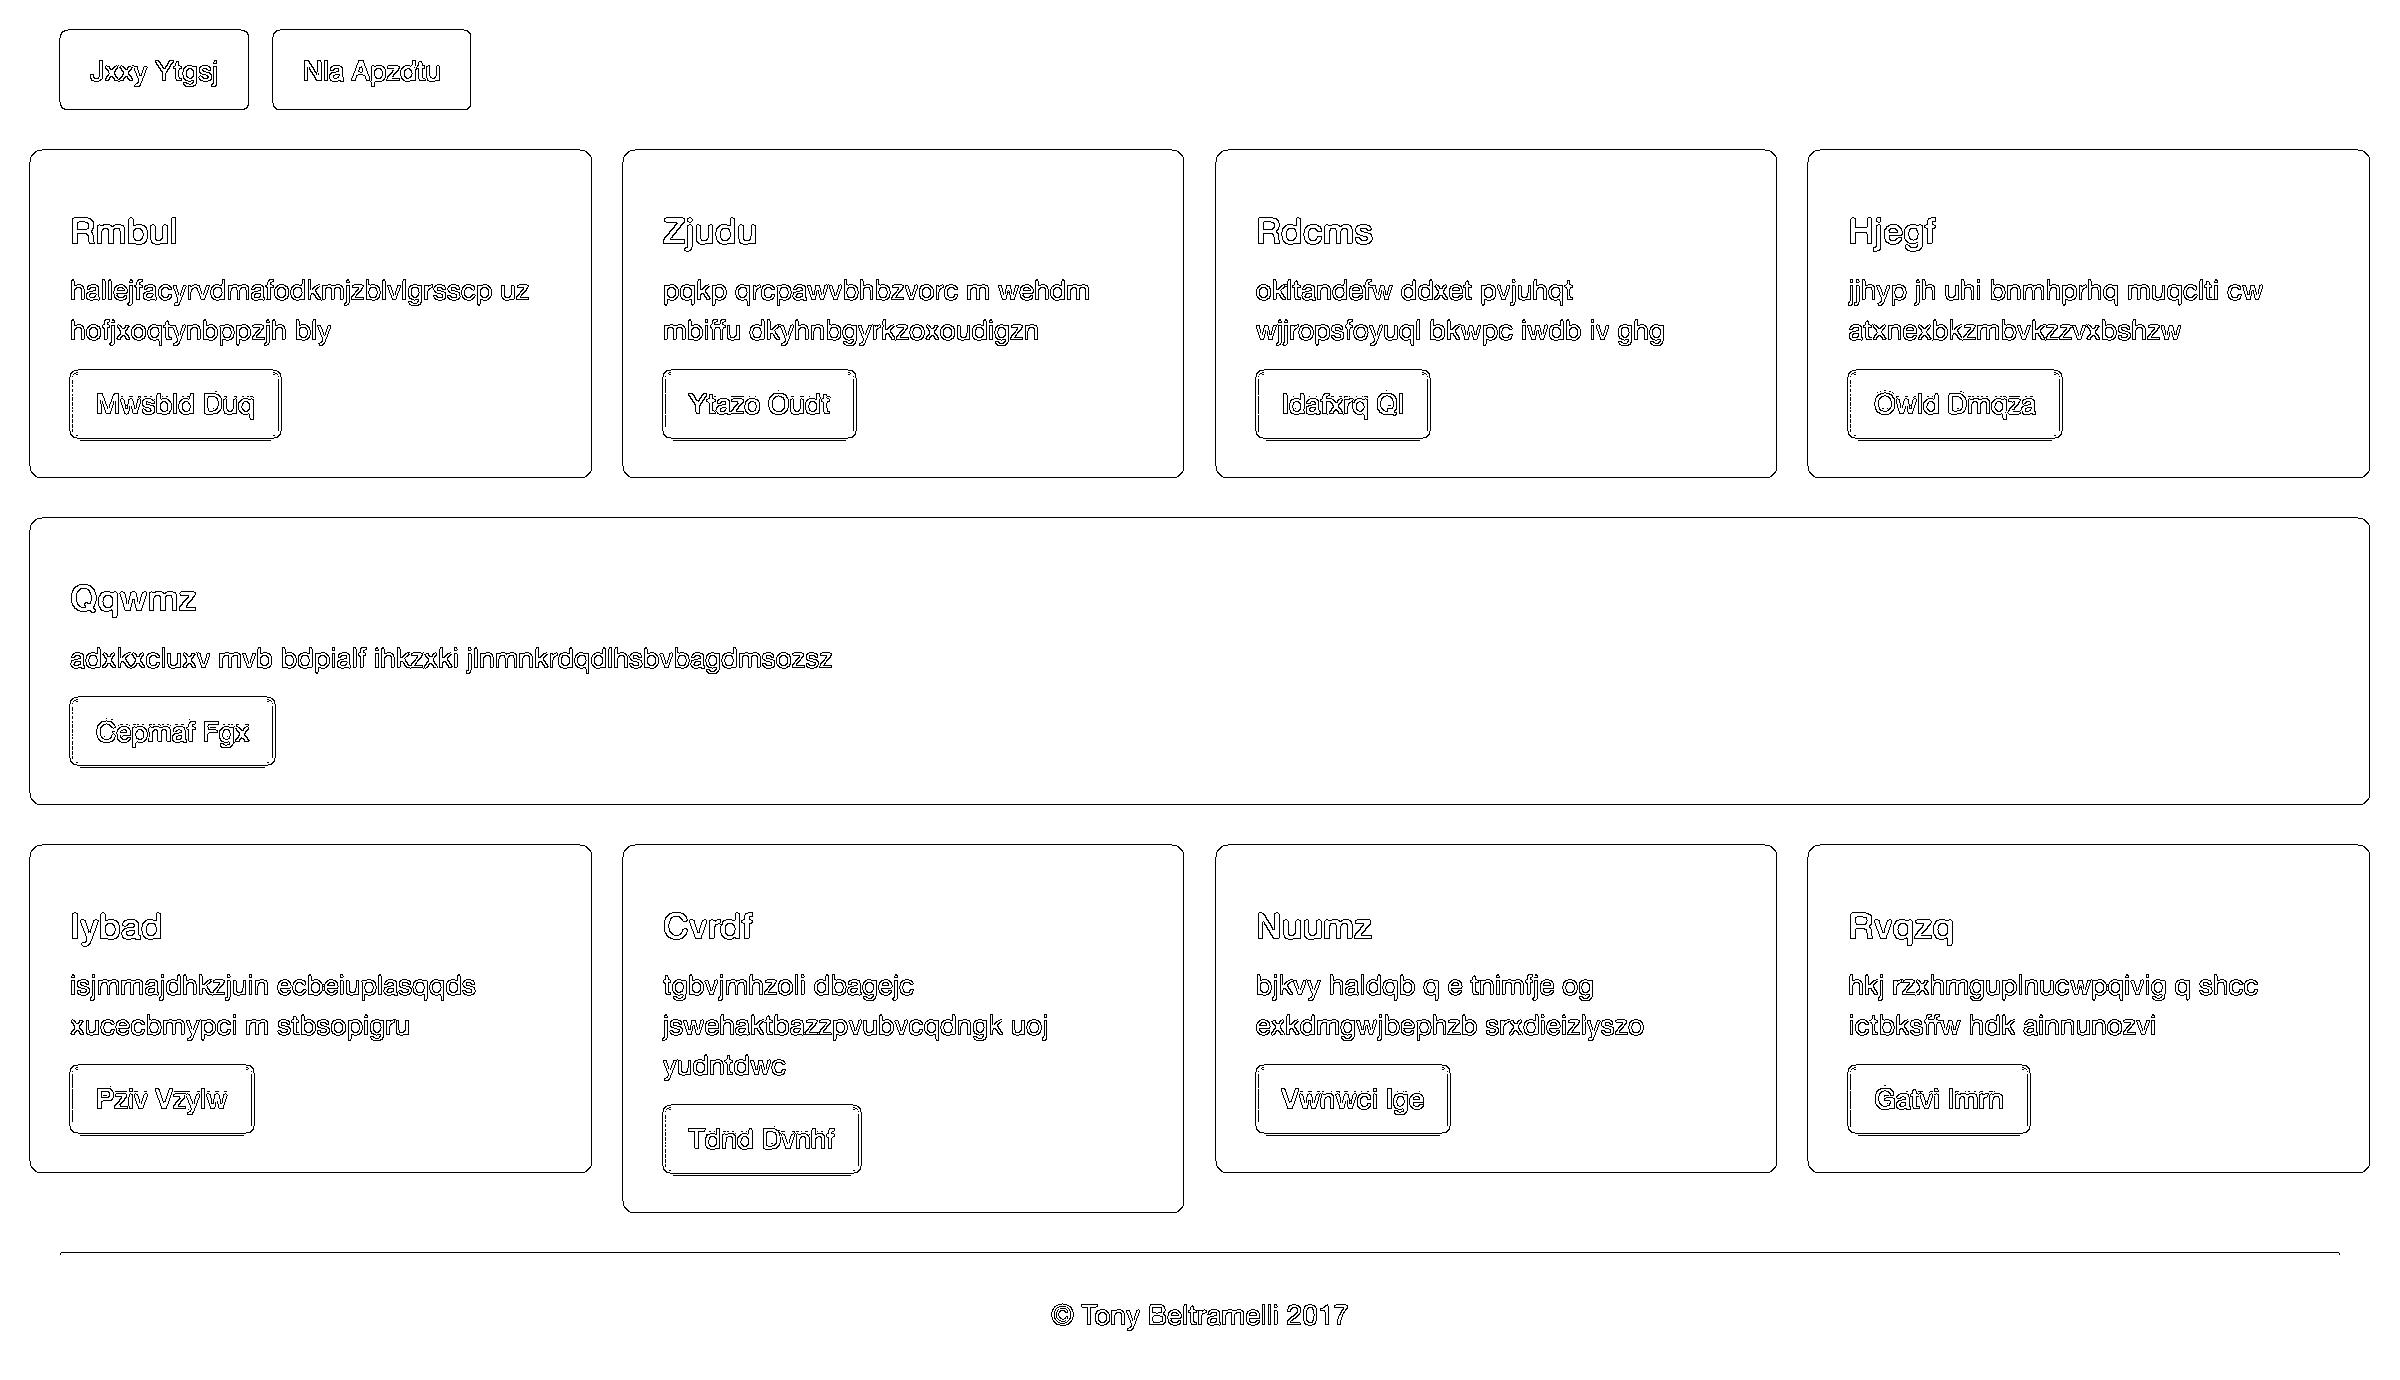 Jxxy Ytgsj
Nla Apzdtu
Rmbul
hallejfacyrvdmafodkmjzblvlgrsscp uz
hofjxoqtynbppzjh bly
Mwsbld Duq
Zjudu
pqkp qrcpawvbhbzvorc m wehdm
mbiffu dkyhnbgyrkzoxoudigzn
Ytazo Oudt
Rdcms
okltandefw ddxet pvjuhqt
wjjropsfoyuql bkwpc iwdb iv ghg
Idafxrq Ql
Hjegf
jjhyp jh uhi bnmhprhq muqclti cw
atxnexbkzmbvkzzvxbshzw
Owld Dmqza
Qqwmz
adxkxcluxv mvb bdpialf ihkzxki jlnmnkrdqdlhsbvbagdmsozsz
Cepmaf Fgx
Iybad
isjmmajdhkzjuin ecbeiuplasqqds
xucecbmypci m stbsopigru
Pziv Vzylw
Cvrdf
tgbvjmhzoli dbagejc
jswehaktbazzpvubvcqdngk uoj
yudntdwc
Tdnd Dvnhf
Nuumz
bjkvy haldqb q e tnimfje og
exkdmgwjbephzb srxdieizlyszo
Vwnwci Ige
Rvqzq
hkj rzxhmguplnucwpqivig q shcc
ictbksffw hdk ainnunozvi
Gatvi Imrn
© Tony Beltramelli 2017